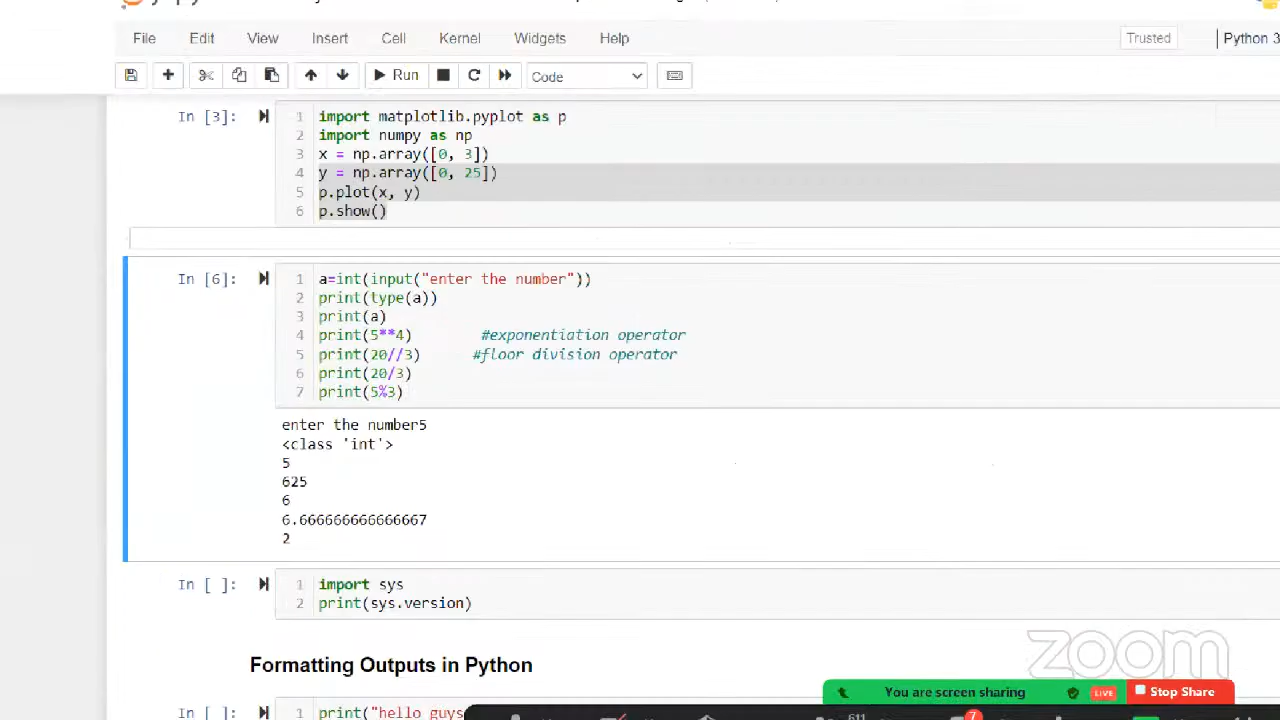 File Edit View Insert Cell Kernel Widgets Help Trusted Python 3
Run Code
In [3]: 1 import matplotlib.pyplot as p
2 import numpy as np
3 x = np.array([0, 3])
4 y = np.array([0, 25])
5 p.plot(x, y)
6 p.show()
In [6]: 1 a=int(input("enter the number"))
2 print(type(a))
3 print(a)
4 print(5**4) #exponentiation operator
5 print(20//3) #floor division operator
6 print(20/3)
7 print(5%3)
enter the number5
<class 'int'>
5
625
6
6.666666666666667
2
In [ ]: 1 import sys
2 print(sys.version)
zoom
Formatting Outputs in Python
You are screen sharing LIVE Stop Share
In [ ]: 1 print("hello guys
611 7